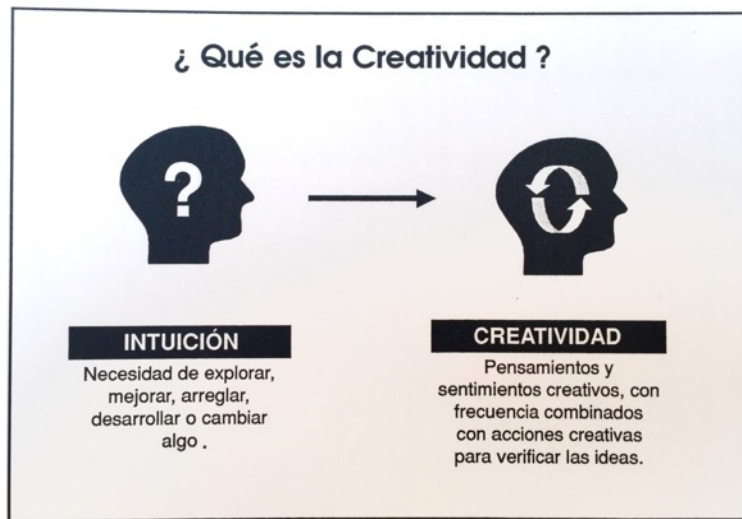 ¿ Qué es la Creatividad ?
?
INTUICIÓN
Necesidad de explorar,
mejorar, arreglar,
desarrollar o cambiar
algo .
CREATIVIDAD
Pensamientos y
sentimientos creativos, con
frecuencia combinados
con acciones creativas
para verificar las ideas.